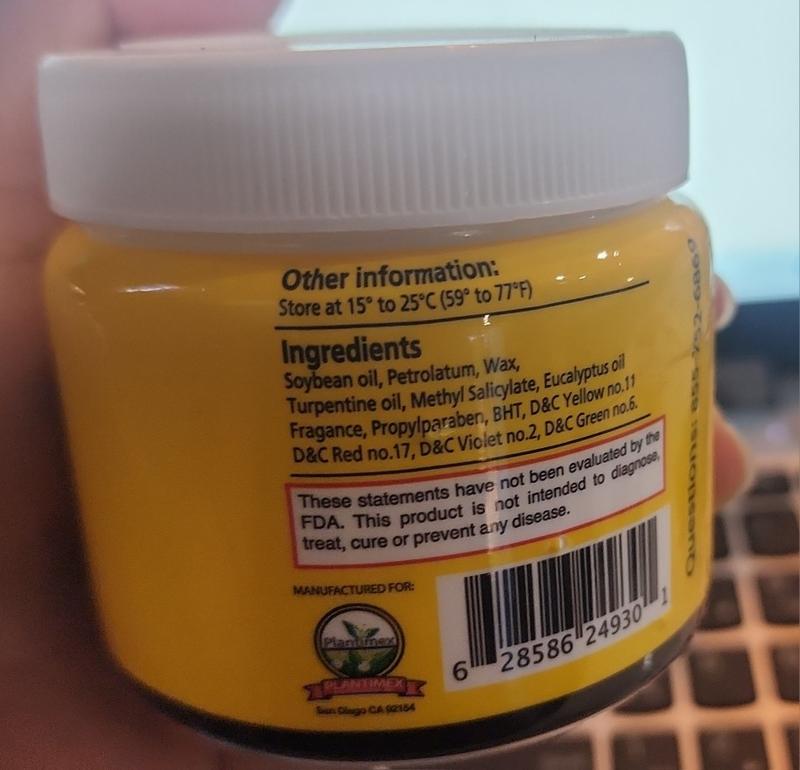 Other information:
Store at 15° to 25°C (59° to 77°F)
Ingredients
Soybean oil, Petrolatum, Wax,
Turpentine oil, Methyl Salicylate, Eucalyptus oil
Fragance, Propylparaben, BHT, D&C Yellow no.11
D&C Red no.17, D&C Violet no.2, D&C Green no.6.
These statements have not been evaluated by the
FDA. This product is not intended to diagnose,
treat, cure or prevent any disease.
MANUFACTURED FOR:
Plantimex
PLANTIMEX
San Diego CA 92154
6 28586 24930 1
Questions: 855-752-6869